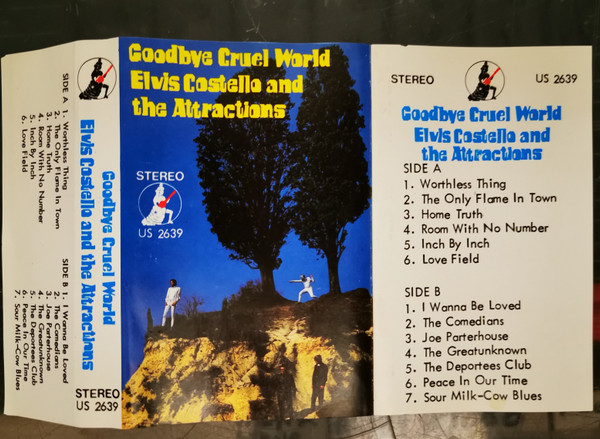 SIDE A
1. Worthless Thing
2. The Only Flame In Town
3. Home Truth
4. Room With No Number
5. Inch By Inch
6. Love Field
SIDE B
1. I Wanna Be Loved
2. The Comedians
3. Joe Parterhouse
4. The Greatunknown
5. The Deportees Club
6. Peace In Our Time
7. Sour Milk-Cow Blues
Goodbye Cruel World
Elvis Costello and the Attractions
STEREO
US 2639
Goodbye Cruel World
Elvis Costello and
the Attractions
STEREO
US 2639
STEREO
US 2639
Goodbye Cruel World
Elvis Costello and
the Attractions
SIDE A
1. Worthless Thing
2. The Only Flame In Town
3. Home Truth
4. Room With No Number
5. Inch By Inch
6. Love Field
SIDE B
1. I Wanna Be Loved
2. The Comedians
3. Joe Parterhouse
4. The Greatunknown
5. The Deportees Club
6. Peace In Our Time
7. Sour Milk-Cow Blues